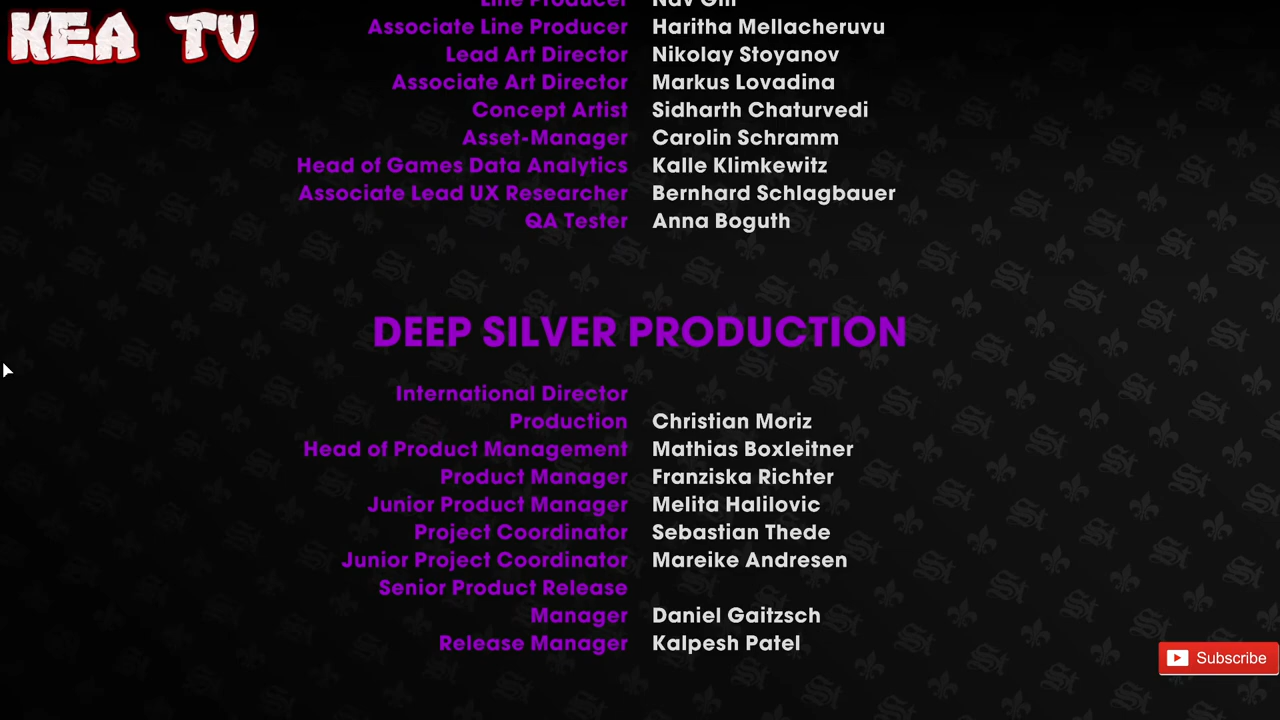 KEA TV
Line Producer Nav Gill
Associate Line Producer Haritha Mellacheruvu
Lead Art Director Nikolay Stoyanov
Associate Art Director Markus Lovadina
Concept Artist Sidharth Chaturvedi
Asset-Manager Carolin Schramm
Head of Games Data Analytics Kalle Klimkewitz
Associate Lead UX Researcher Bernhard Schlagbauer
QA Tester Anna Boguth
DEEP SILVER PRODUCTION
International Director
Production Christian Moriz
Head of Product Management Mathias Boxleitner
Product Manager Franziska Richter
Junior Product Manager Melita Halilovic
Project Coordinator Sebastian Thede
Junior Project Coordinator Mareike Andresen
Senior Product Release
Manager Daniel Gaitzsch
Release Manager Kalpesh Patel
Subscribe